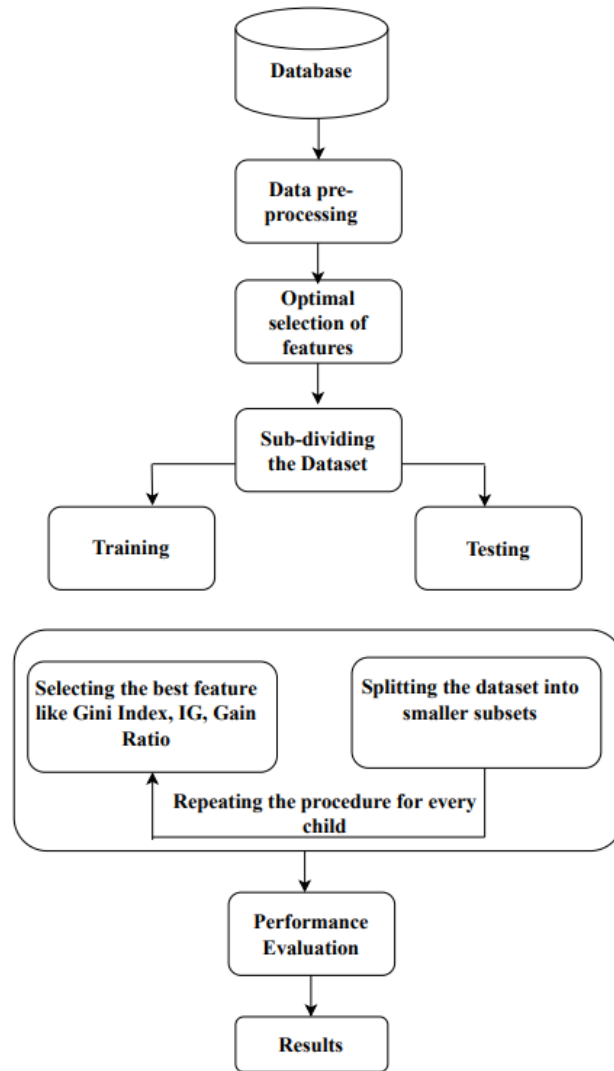 Database
Data pre-
processing
Optimal
selection of
features
Sub-dividing
the Dataset
Training
Testing
Selecting the best feature
like Gini Index, IG, Gain
Ratio
Splitting the dataset into
smaller subsets
Repeating the procedure for every
child
Performance
Evaluation
Results